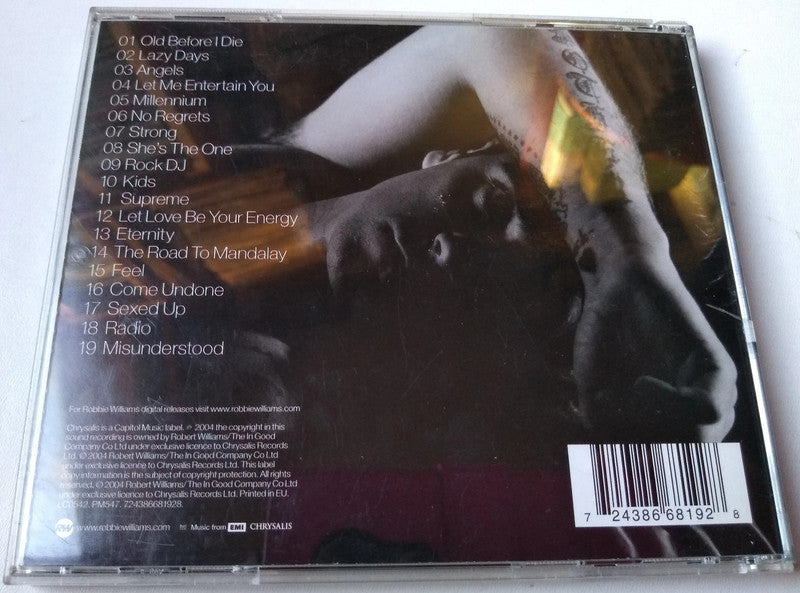 01 Old Before I Die
02 Lazy Days
03 Angels
04 Let Me Entertain You
05 Millennium
06 No Regrets
07 Strong
08 She's The One
09 Rock DJ
10 Kids
11 Supreme
12 Let Love Be Your Energy
13 Eternity
14 The Road To Mandalay
15 Feel
16 Come Undone
17 Sexed Up
18 Radio
19 Misunderstood
For Robbie Williams digital releases visit www.robbiewilliams.com
Chrysalis is a Capitol Music label. ℗ 2004 the copyright in this
sound recording is owned by Robert Williams/The In Good
Company Co Ltd under exclusive licence to Chrysalis Records
Ltd. © 2004 Robert Williams/The In Good Company Co Ltd
under exclusive licence to Chrysalis Records Ltd. This label
copy information is the subject of copyright protection. All rights
reserved. © 2004 Robert Williams/The In Good Company Co Ltd
under exclusive licence to Chrysalis Records Ltd. Printed in EU.
LC0542. PM547. 724386681928.
RW www.robbiewilliams.com Music from EMI CHRYSALIS
7 24386 68192 8